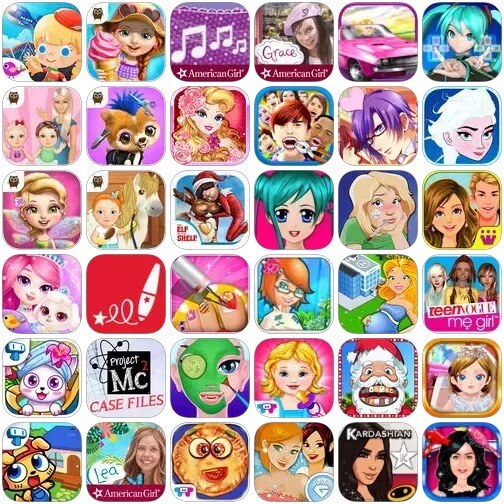 American Girl
Grace
American Girl
ELF
ON
SHELF
teen VOGUE
me girl
PROJECT
Mc2
CASE FILES
Lea
American Girl
KARDASHIAN